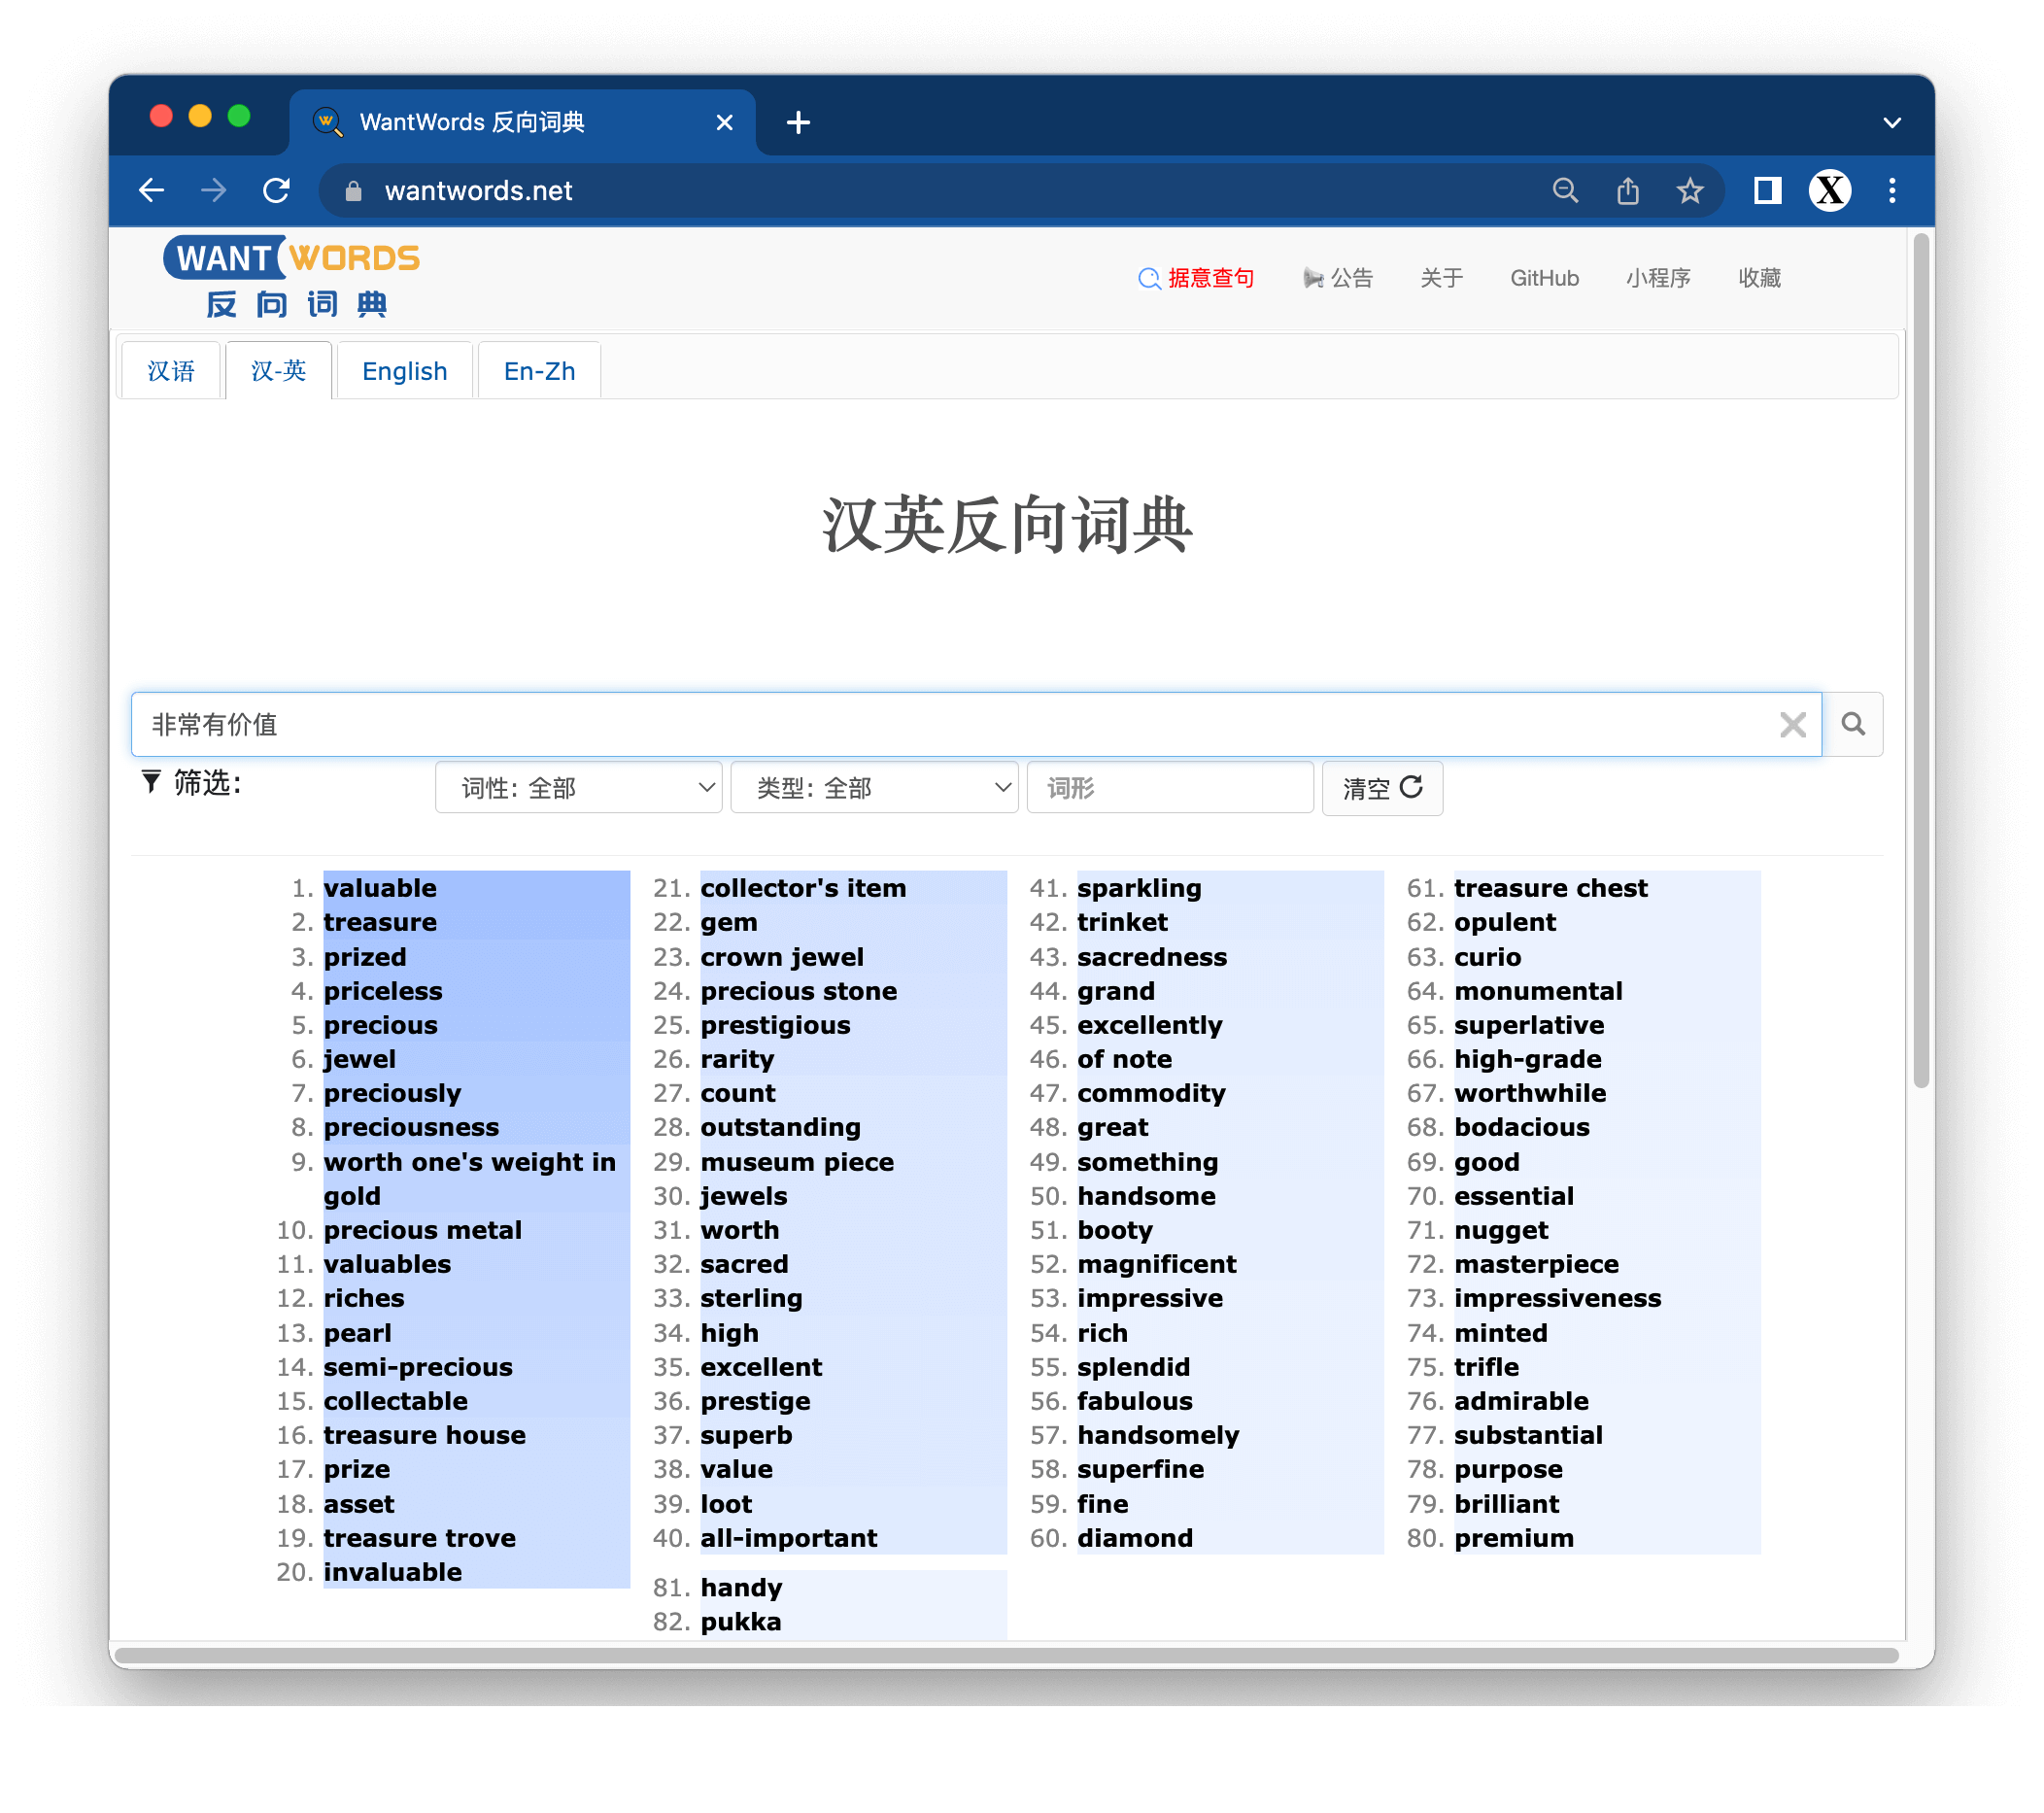 WantWords 反向词典
wantwords.net
WANT WORDS
反向词典
据意查句 公告 关于 GitHub 小程序 收藏
汉语 汉-英 English En-Zh
汉英反向词典
非常有价值
筛选: 词性: 全部 类型: 全部 词形 清空
1. valuable
2. treasure
3. prized
4. priceless
5. precious
6. jewel
7. preciously
8. preciousness
9. worth one's weight in
gold
10. precious metal
11. valuables
12. riches
13. pearl
14. semi-precious
15. collectable
16. treasure house
17. prize
18. asset
19. treasure trove
20. invaluable
21. collector's item
22. gem
23. crown jewel
24. precious stone
25. prestigious
26. rarity
27. count
28. outstanding
29. museum piece
30. jewels
31. worth
32. sacred
33. sterling
34. high
35. excellent
36. prestige
37. superb
38. value
39. loot
40. all-important
41. sparkling
42. trinket
43. sacredness
44. grand
45. excellently
46. of note
47. commodity
48. great
49. something
50. handsome
51. booty
52. magnificent
53. impressive
54. rich
55. splendid
56. fabulous
57. handsomely
58. superfine
59. fine
60. diamond
61. treasure chest
62. opulent
63. curio
64. monumental
65. superlative
66. high-grade
67. worthwhile
68. bodacious
69. good
70. essential
71. nugget
72. masterpiece
73. impressiveness
74. minted
75. trifle
76. admirable
77. substantial
78. purpose
79. brilliant
80. premium
81. handy
82. pukka